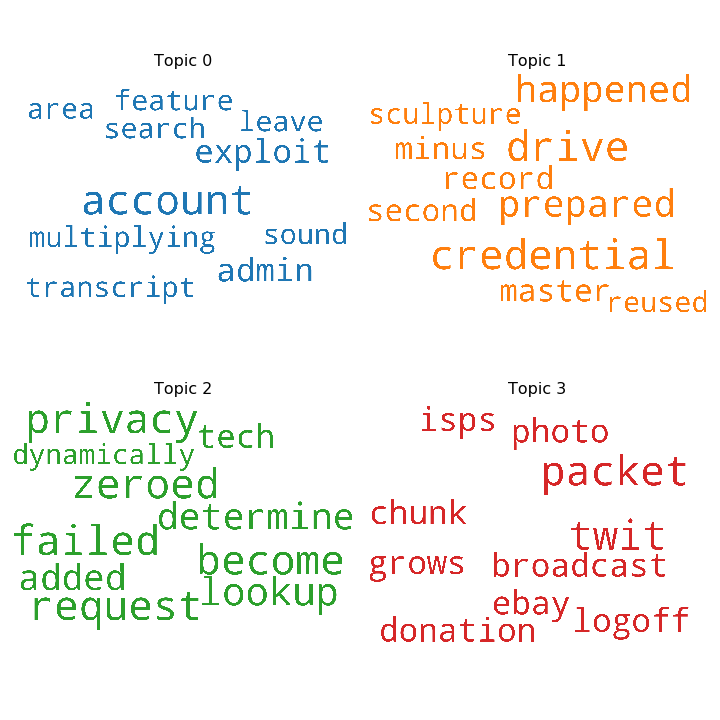 Topic 0
area
feature
search
leave
exploit
account
multiplying
sound
admin
transcript
Topic 1
happened
sculpture
minus
drive
record
second
prepared
credential
master
reused
Topic 2
privacy
tech
dynamically
zeroed
determine
failed
become
added
lookup
request
Topic 3
isps
photo
packet
chunk
twit
grows
broadcast
ebay
donation
logoff